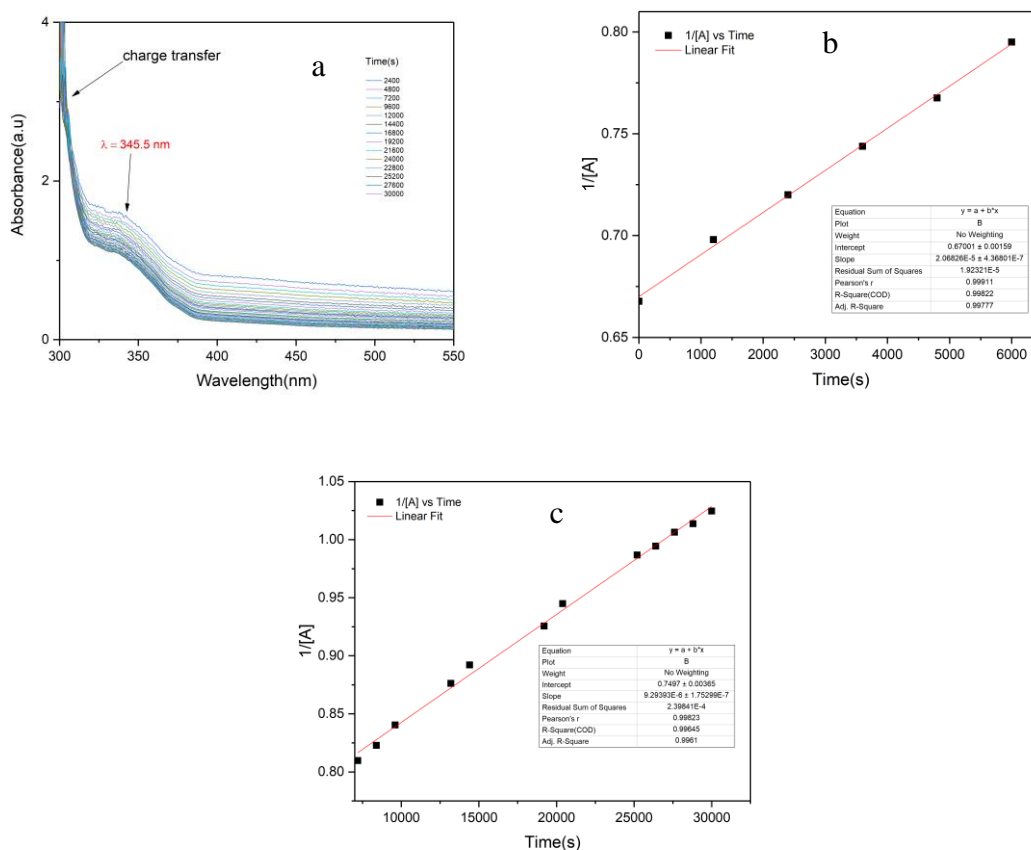 4
2
0
Absorbance(a.u)
charge transfer
λ = 345.5 nm
a
Time(s)
2400
4800
7200
9600
12000
14400
16800
19200
21600
24000
22800
25200
27600
30000
300 350 400 450 500 550
Wavelength(nm)
0.80
0.75
0.70
0.65
1/[A]
1/[A] vs Time
Linear Fit
b
Equation y = a + b*x
Plot B
Weight No Weighting
Intercept 0.67001 ± 0.00159
Slope 2.06826E-5 ± 4.36801E-7
Residual Sum of Squares 1.92321E-5
Pearson's r 0.99911
R-Square(COD) 0.99822
Adj. R-Square 0.99777
0 1000 2000 3000 4000 5000 6000
Time(s)
1.05
1.00
0.95
0.90
0.85
0.80
1/[A]
1/[A] vs Time
Linear Fit
c
Equation y = a + b*x
Plot B
Weight No Weighting
Intercept 0.7497 ± 0.00365
Slope 9.29393E-6 ± 1.75299E-7
Residual Sum of Squares 2.39841E-4
Pearson's r 0.99823
R-Square(COD) 0.99645
Adj. R-Square 0.9961
10000 15000 20000 25000 30000
Time(s)